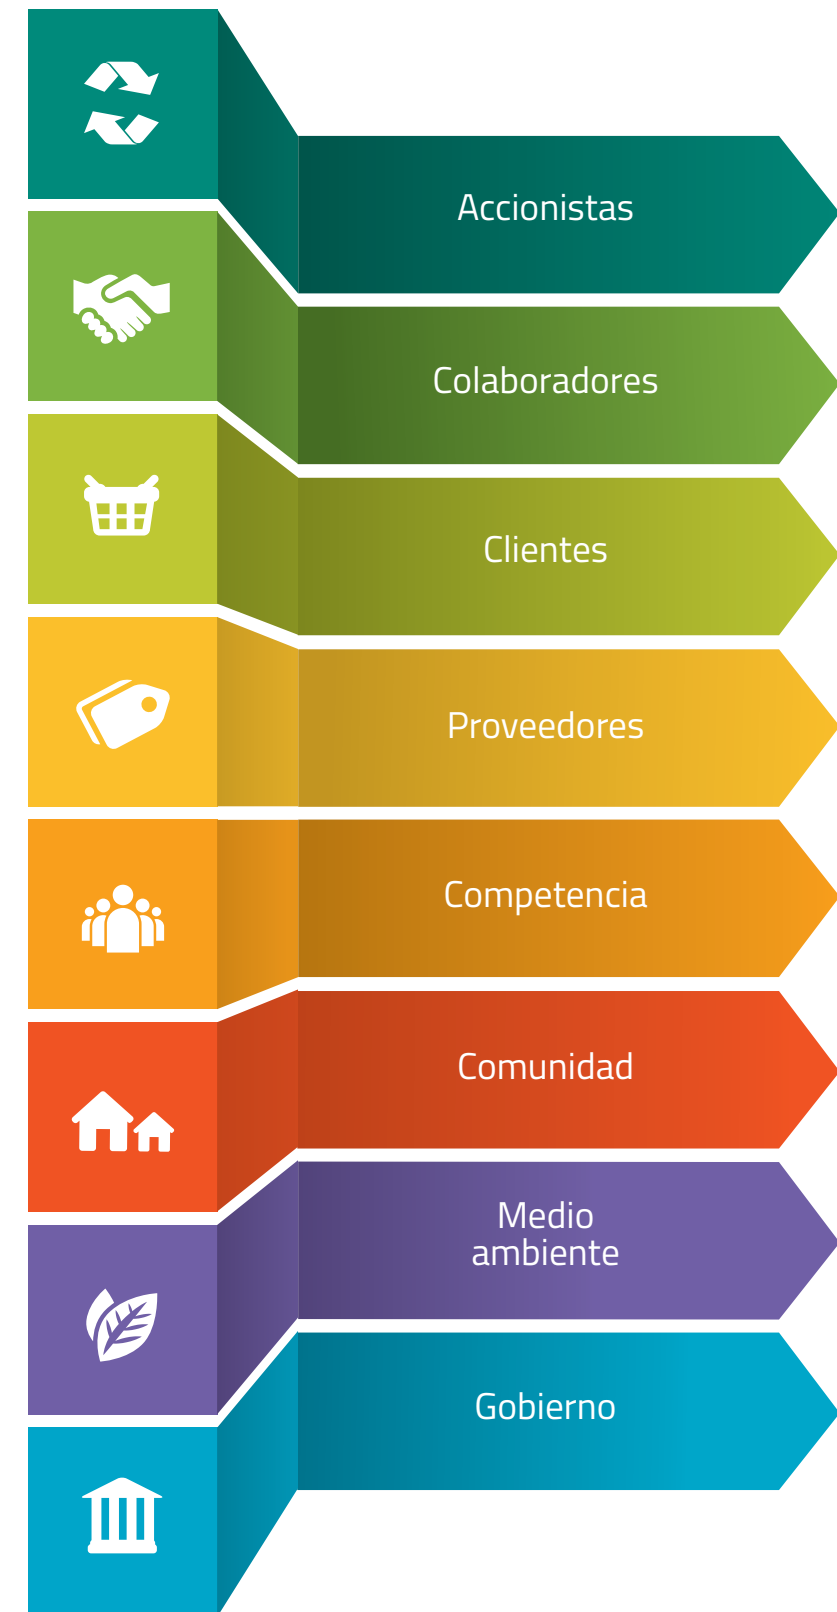 Accionistas
Colaboradores
Clientes
Proveedores
Competencia
Comunidad
Medio
ambiente
Gobierno